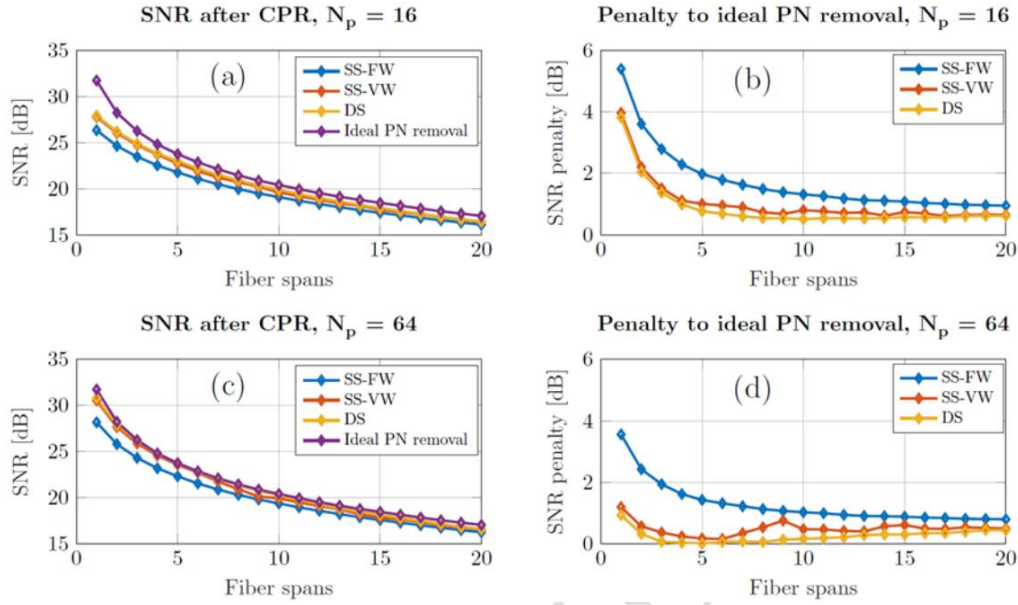 SNR after CPR, Np = 16
SNR [dB]
35
30
25
20
15
(a)
SS-FW
SS-VW
DS
Ideal PN removal
0 5 10 15 20
Fiber spans
Penalty to ideal PN removal, Np = 16
SNR penalty [dB]
6
4
2
0
(b)
SS-FW
SS-VW
DS
0 5 10 15 20
Fiber spans
SNR after CPR, Np = 64
SNR [dB]
35
30
25
20
15
(c)
SS-FW
SS-VW
DS
Ideal PN removal
0 5 10 15 20
Fiber spans
Penalty to ideal PN removal, Np = 64
SNR penalty [dB]
6
4
2
0
(d)
SS-FW
SS-VW
DS
0 5 10 15 20
Fiber spans